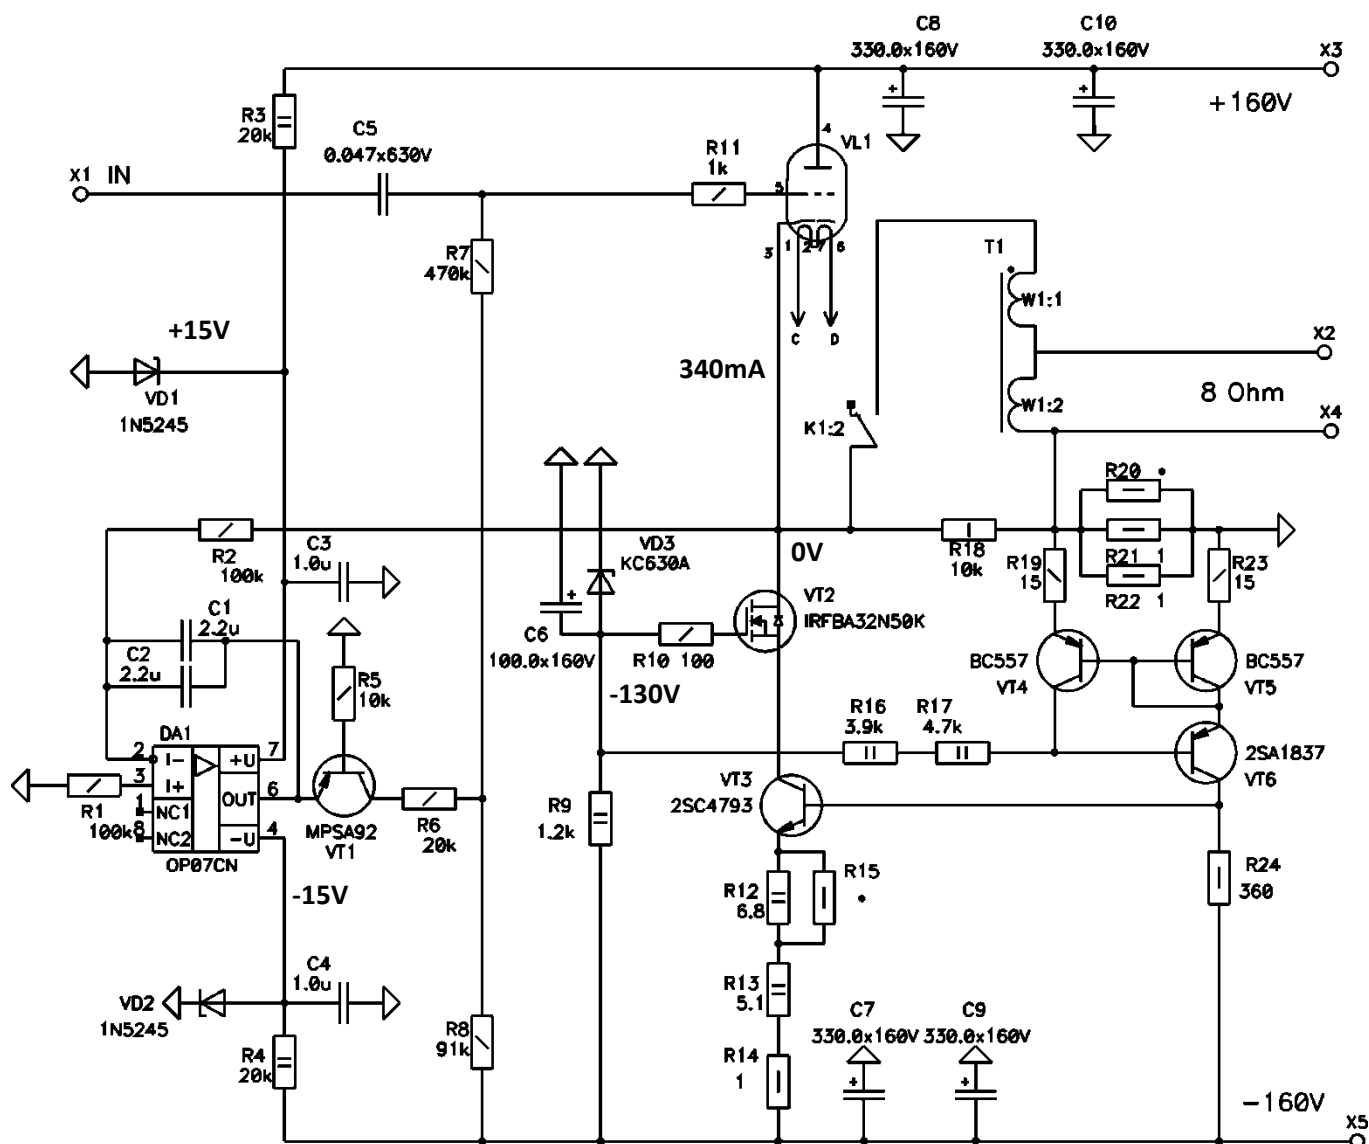 C8
330.0x160V
C10
330.0x160V
X3
+160V
R3
20k
C5
0.047x630V
X1 IN
R11
1k
4
VL1
5
3
1
2
7
6
C
D
R7
470k
T1
W1:1
W1:2
X2
8 Ohm
X4
+15V
VD1
1N5245
340mA
K1:2
R20
R21 1
R22 1
R2
100k
C3
1.0u
VD3
KC630A
0V
R18
10k
R19
15
R23
15
C1
2.2u
C2
2.2u
VT2
IRFBA32N50K
C6
100.0x160V
R10 100
-130V
R5
10k
BC557
VT4
BC557
VT5
R16
3.9k
R17
4.7k
DA1
2
I-
+U
7
3
I+
OUT
6
1
NC1
8
NC2
-U
4
OP07CN
R1
100k
MPSA92
VT1
R6
20k
R9
1.2k
VT3
2SC4793
2SA1837
VT6
-15V
R12
6.8
R15
R24
360
VD2
1N5245
C4
1.0u
R13
5.1
R4
20k
R8
91k
R14
1
C7
330.0x160V
C9
330.0x160V
-160V
X5